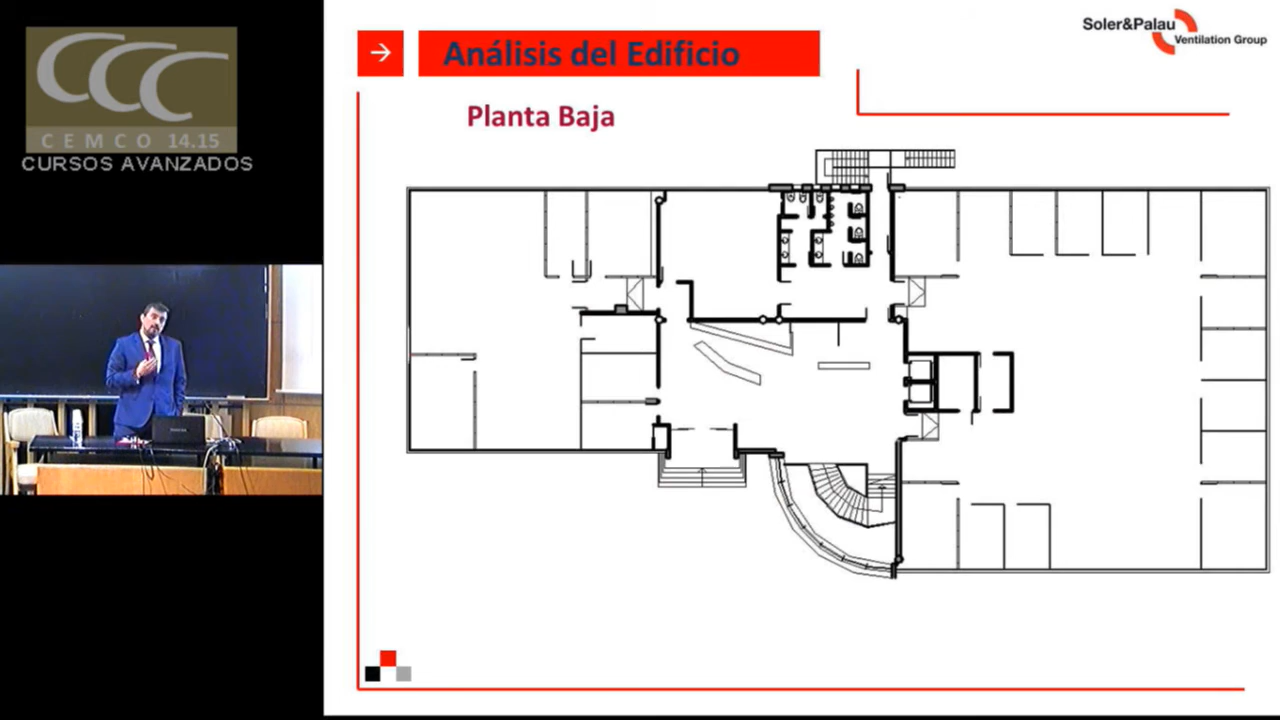 CCC
CEMCO 14.15
CURSOS AVANZADOS
Análisis del Edificio
Planta Baja
Soler&Palau
Ventilation Group